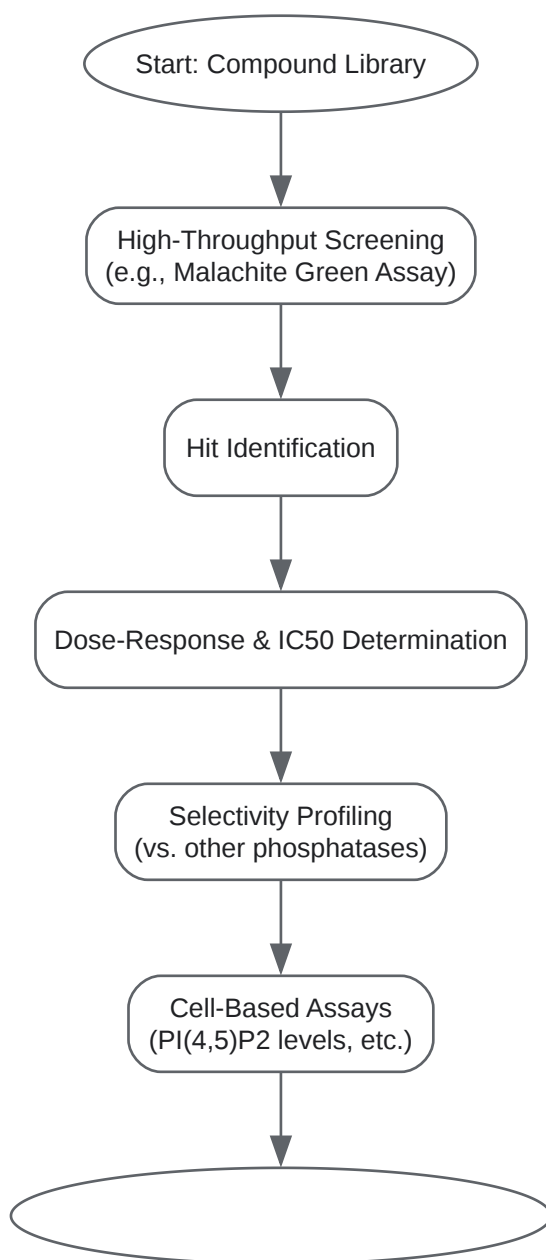 Start: Compound Library
High-Throughput Screening
(e.g., Malachite Green Assay)
Hit Identification
Dose-Response & IC50 Determination
Selectivity Profiling
(vs. other phosphatases)
Cell-Based Assays
(PI(4,5)P2 levels, etc.)